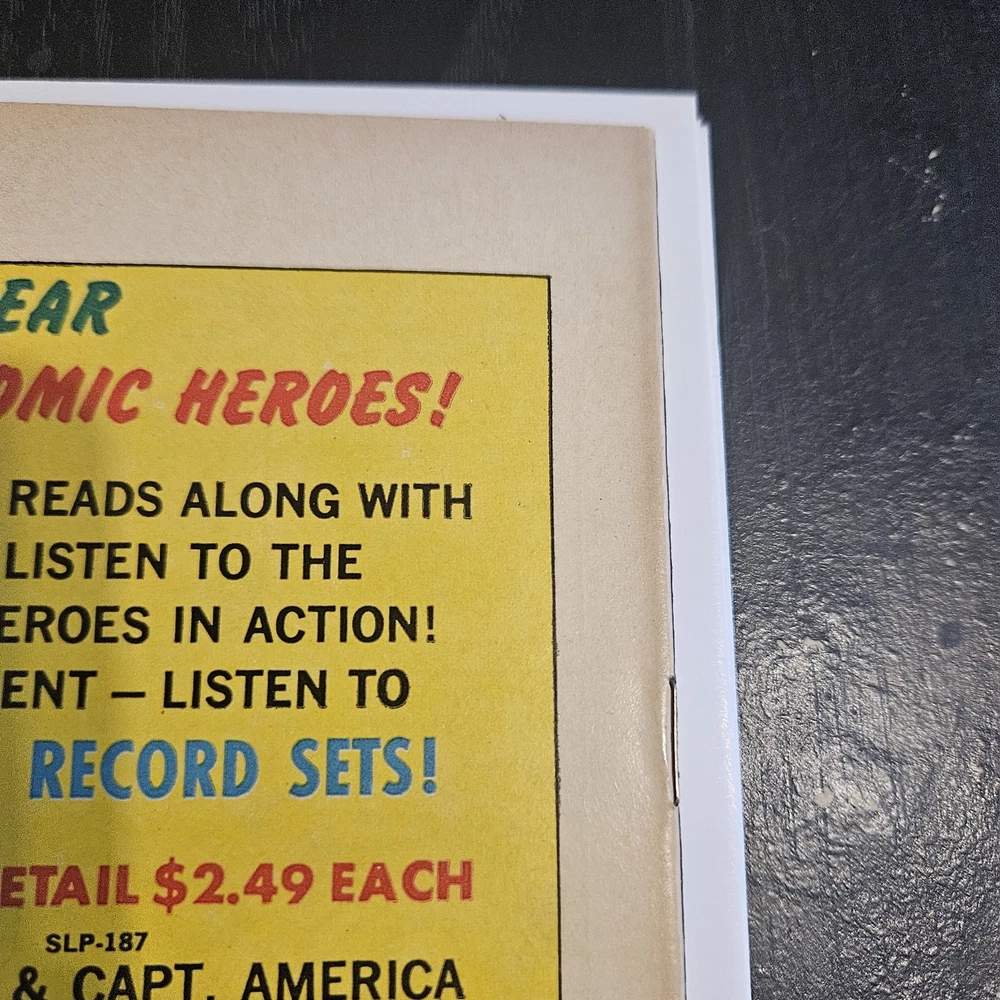 EAR
OMIC HEROES!
READS ALONG WITH
LISTEN TO THE
EROES IN ACTION!
ENT — LISTEN TO
RECORD SETS!
ETAIL $2.49 EACH
SLP-187
& CAPT. AMERICA